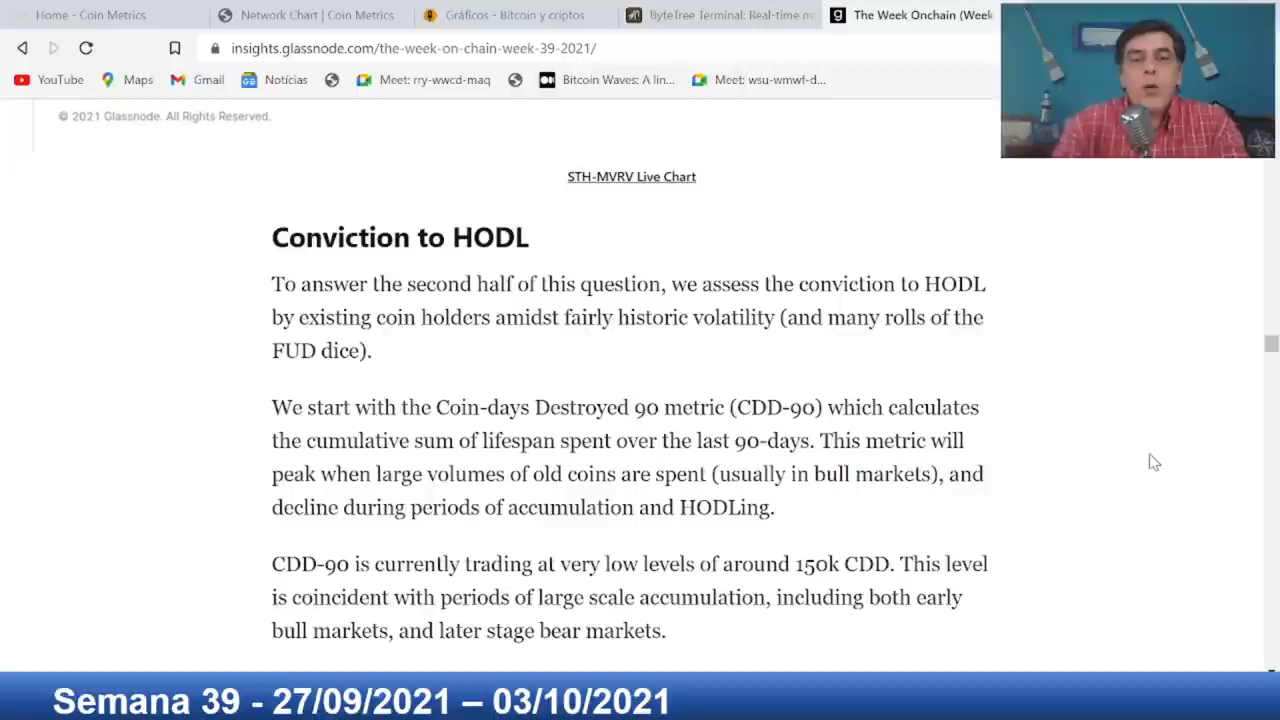 Home - Coin Metrics
Network Chart | Coin Metrics
Gráficos - Bitcoin y criptos
ByteTree Terminal: Real-time m
The Week Onchain (Week
insights.glassnode.com/the-week-on-chain-week-39-2021/
YouTube
Maps
Gmail
Notícias
Meet: rry-wwcd-maq
Bitcoin Waves: A lin...
Meet: wsu-wmwf-d...
© 2021 Glassnode. All Rights Reserved.
STH-MVRV Live Chart
Conviction to HODL
To answer the second half of this question, we assess the conviction to HODL
by existing coin holders amidst fairly historic volatility (and many rolls of the
FUD dice).
We start with the Coin-days Destroyed 90 metric (CDD-90) which calculates
the cumulative sum of lifespan spent over the last 90-days. This metric will
peak when large volumes of old coins are spent (usually in bull markets), and
decline during periods of accumulation and HODLing.
CDD-90 is currently trading at very low levels of around 150k CDD. This level
is coincident with periods of large scale accumulation, including both early
bull markets, and later stage bear markets.
Semana 39 - 27/09/2021 – 03/10/2021